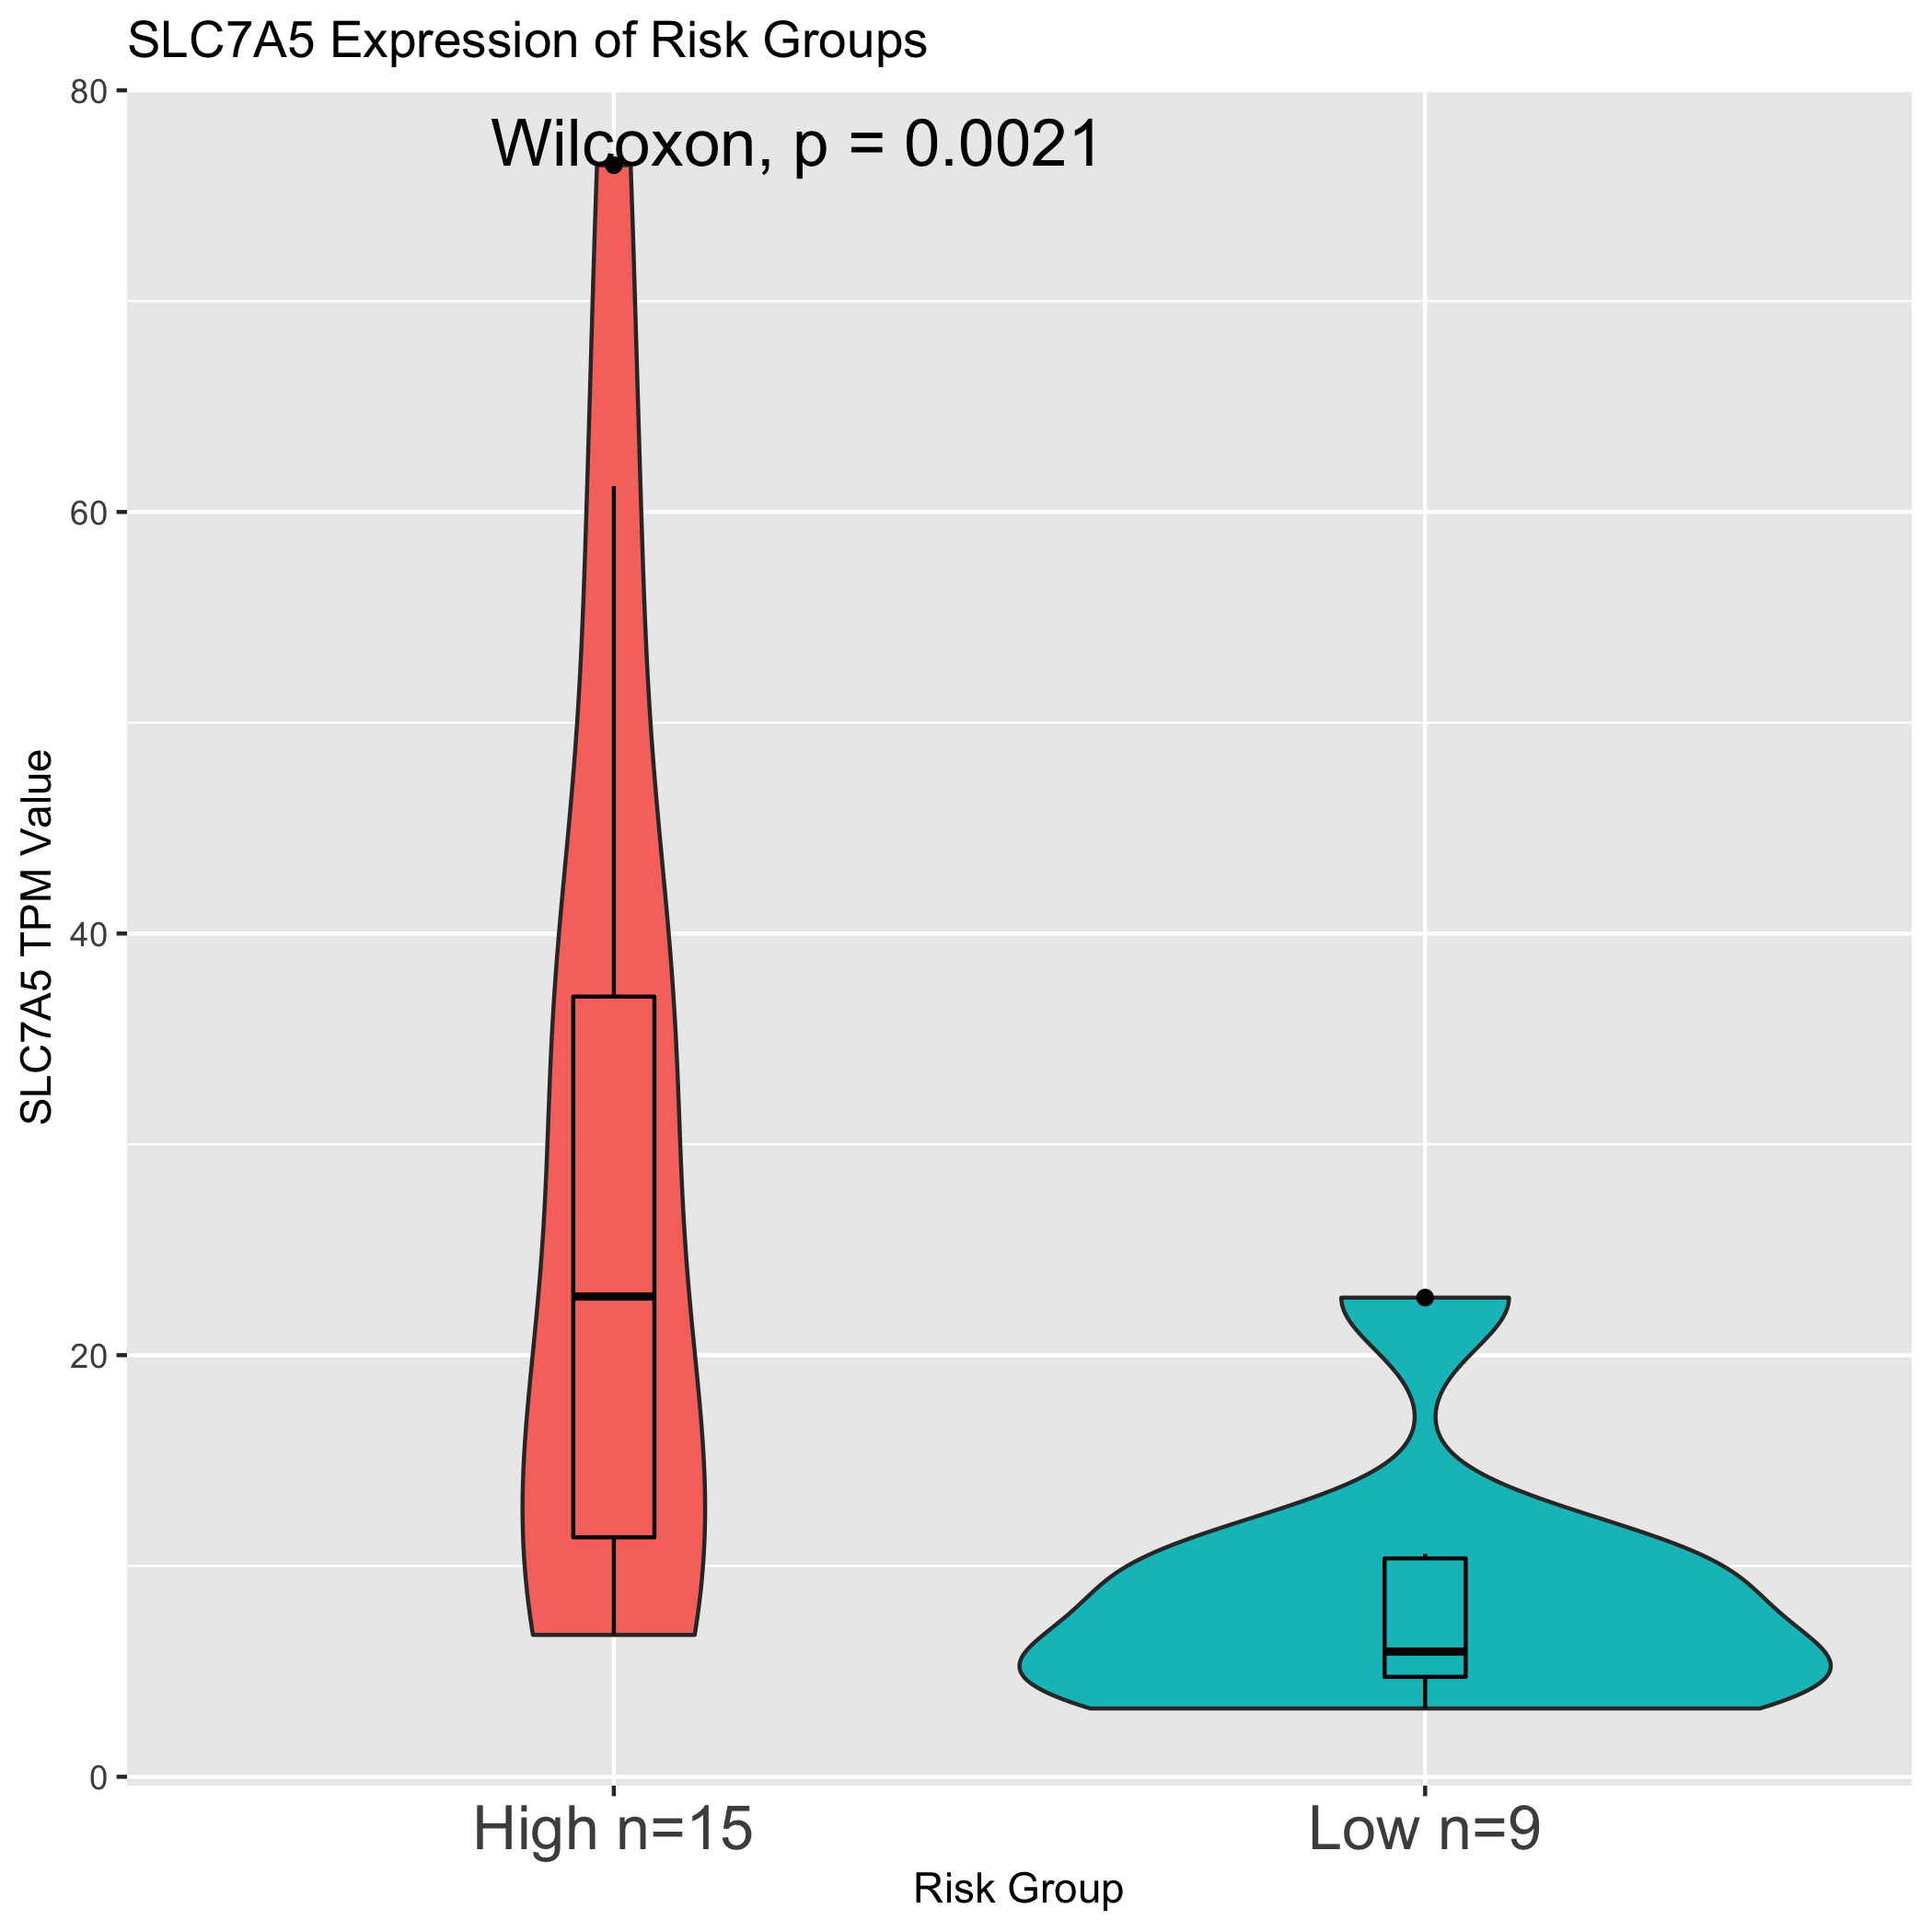 SLC7A5 Expression of Risk Groups
Wilcoxon, p = 0.0021
80
60
40
20
0
SLC7A5 TPM Value
High n=15
Low n=9
Risk Group